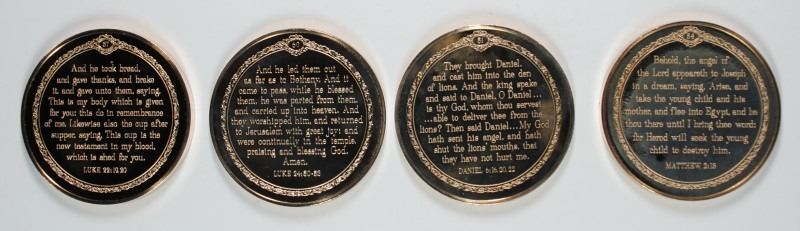 57
And he took bread,
and gave thanks, and brake
it, and gave unto them, saying,
This is my body which is given
for you: this do in remembrance
of me. Likewise also the cup after
supper, saying, This cup is the
new testament in my blood,
which is shed for you.
LUKE 22:19,20
And he led them out
as far as to Bethany. And it
came to pass, while he blessed
them, he was parted from them,
and carried up into heaven. And
they worshipped him, and returned
to Jerusalem with great joy: and
were continually in the temple,
praising and blessing God.
Amen.
LUKE 24:50-53
51
They brought Daniel,
and cast him into the den
of lions. And the king spake
and said to Daniel, O Daniel...
is thy God, whom thou servest
...able to deliver thee from the
lions? Then said Daniel... My God
hath sent his angel, and hath
shut the lions' mouths, that
they have not hurt me.
DANIEL 6:16,20,22
54
Behold, the angel of
the Lord appeareth to Joseph
in a dream, saying, Arise, and
take the young child and his
mother, and flee into Egypt, and be
thou there until I bring thee word:
for Herod will seek the young
child to destroy him.
MATTHEW 2:13